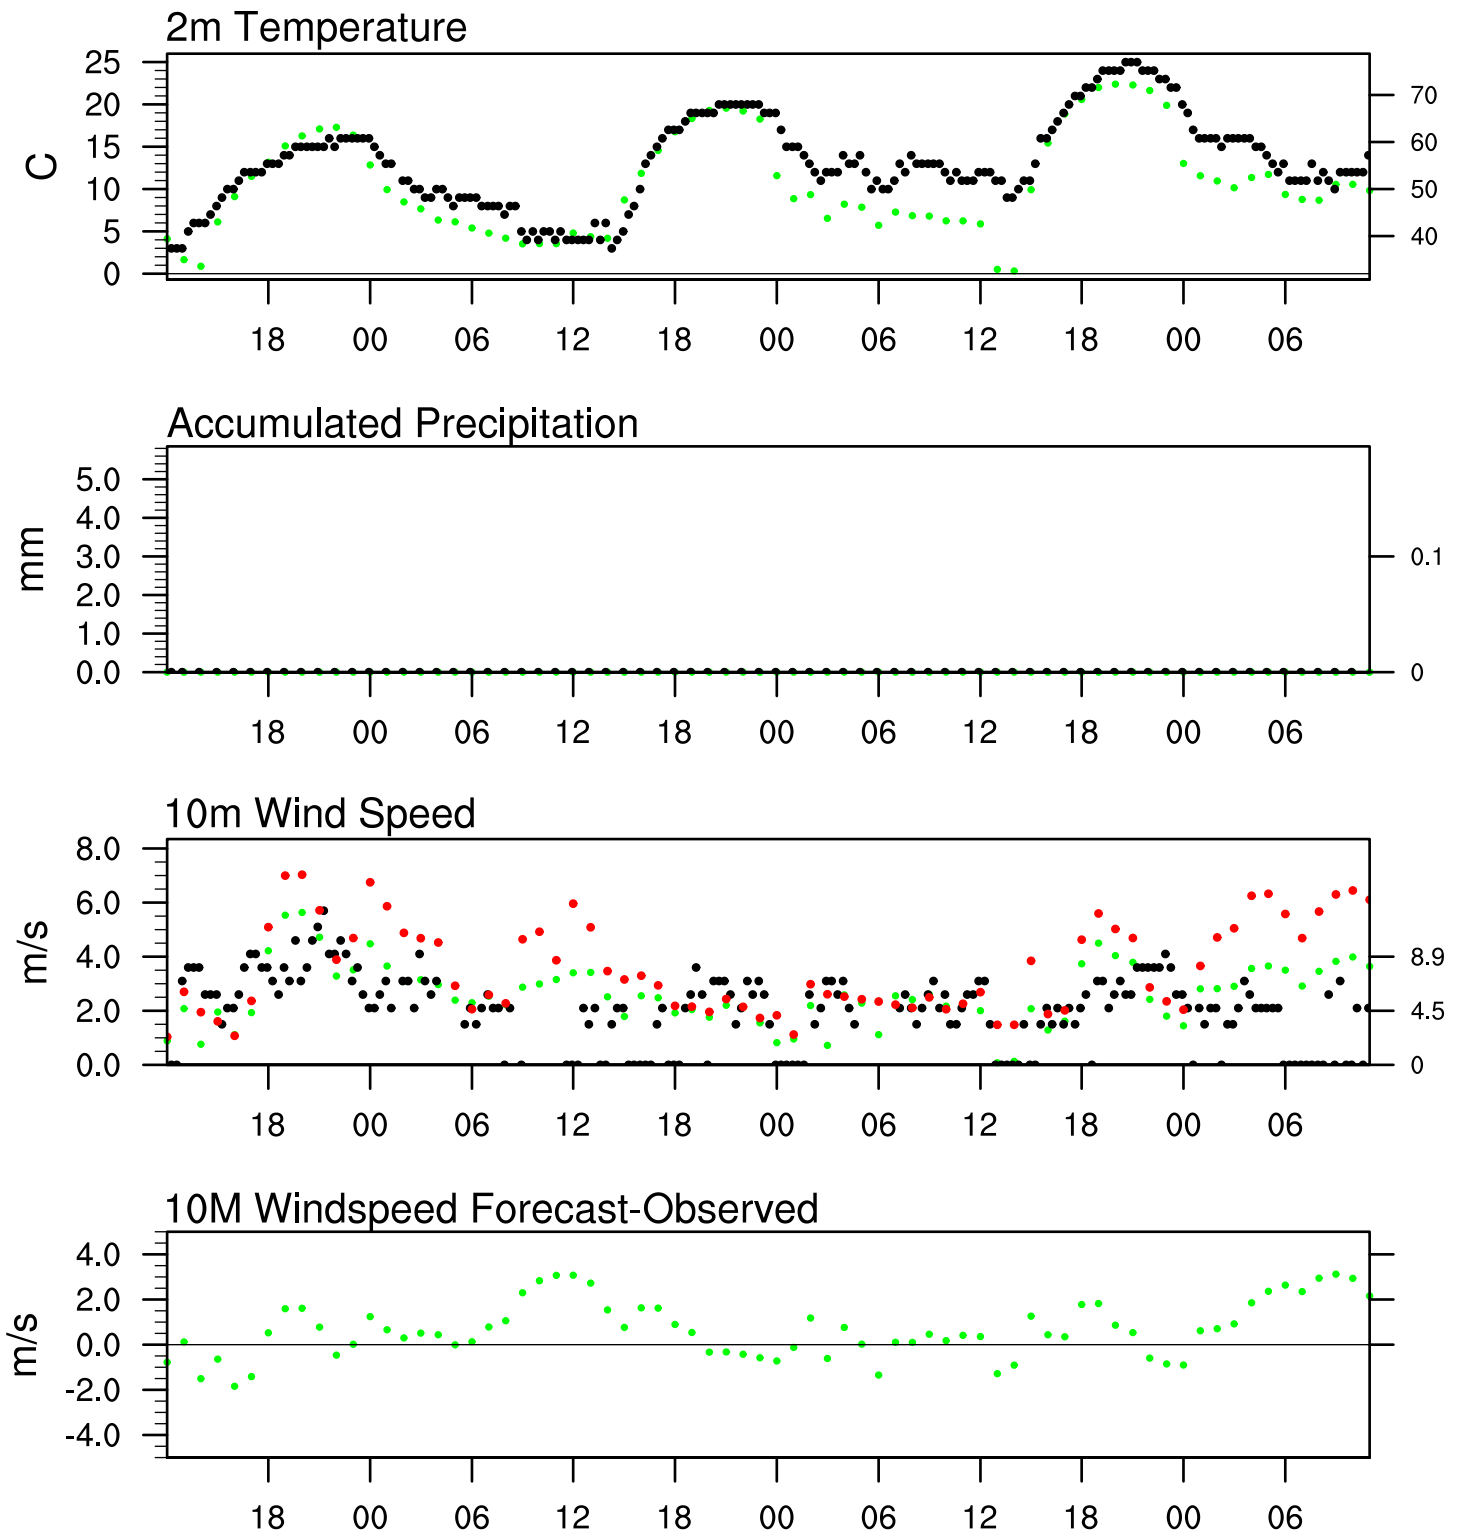 2m Temperature
25
20
15
10
5
0
C
70
60
50
40
18 00 06 12 18 00 06 12 18 00 06
Accumulated Precipitation
5.0
4.0
3.0
2.0
1.0
0.0
mm
0.1
0
18 00 06 12 18 00 06 12 18 00 06
10m Wind Speed
8.0
6.0
4.0
2.0
0.0
m/s
8.9
4.5
0
18 00 06 12 18 00 06 12 18 00 06
10M Windspeed Forecast-Observed
4.0
2.0
0.0
-2.0
-4.0
m/s
18 00 06 12 18 00 06 12 18 00 06